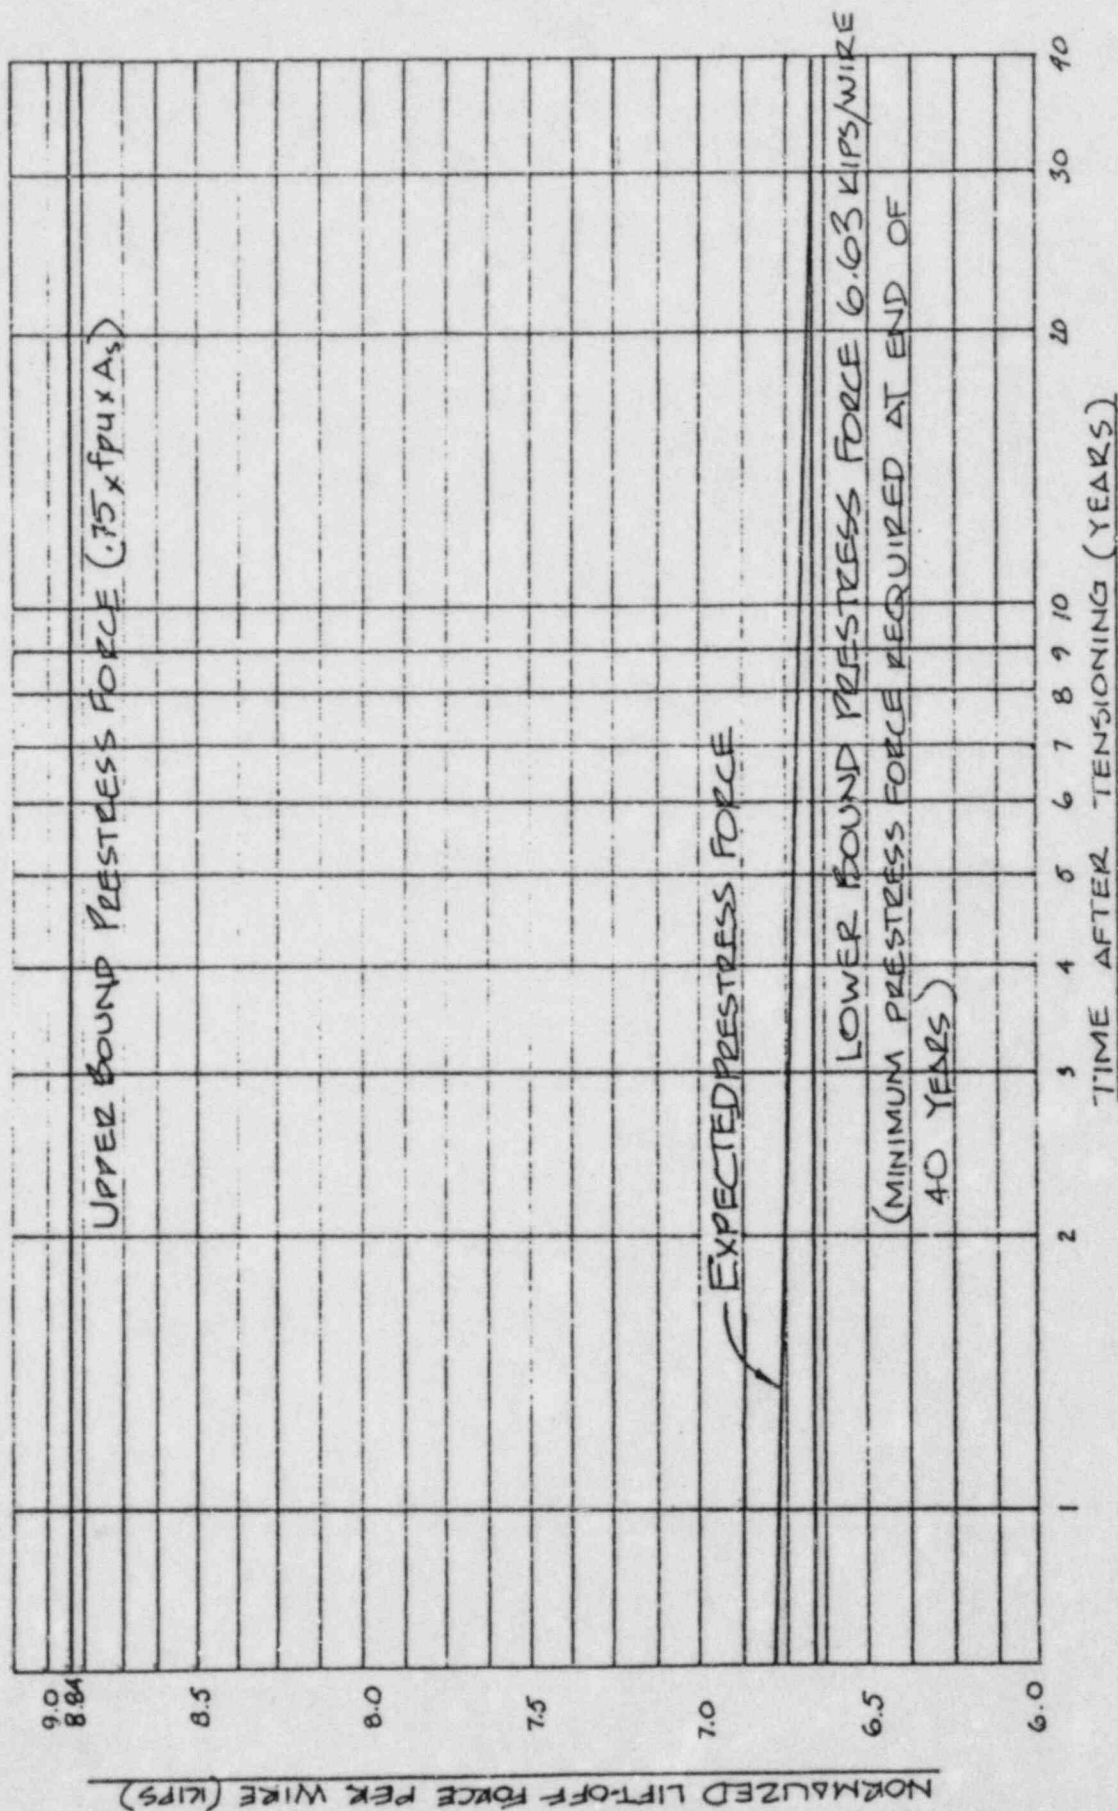 UPPER BOUND PRESTRESS FORCE (.75 x fpu x As)
EXPECTED PRESTRESS FORCE
LOWER BOUND PRESTRESS FORCE 6.63 KIPS/WIRE
(MINIMUM PRESTRESS FORCE REQUIRED AT END OF
40 YEARS)
NORMALIZED LIFT-OFF FORCE PER WIRE (KIPS)
9.0
8.84
8.5
8.0
7.5
7.0
6.5
6.0
1 2 3 4 5 6 7 8 9 10 20 30 40
TIME AFTER TENSIONING (YEARS)